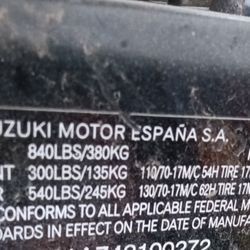 UZUKI MOTOR ESPAÑA S.A.
840LBS/380KG
NT 300LBS/135KG 110/70-17M/C 54H TIRE 17
R 540LBS/245KG 130/70-17M/C 62H TIRE 17
CONFORMS TO ALL APPLICABLE FEDERAL M
ARDS IN EFFECT ON THE DATE OF MANUFA